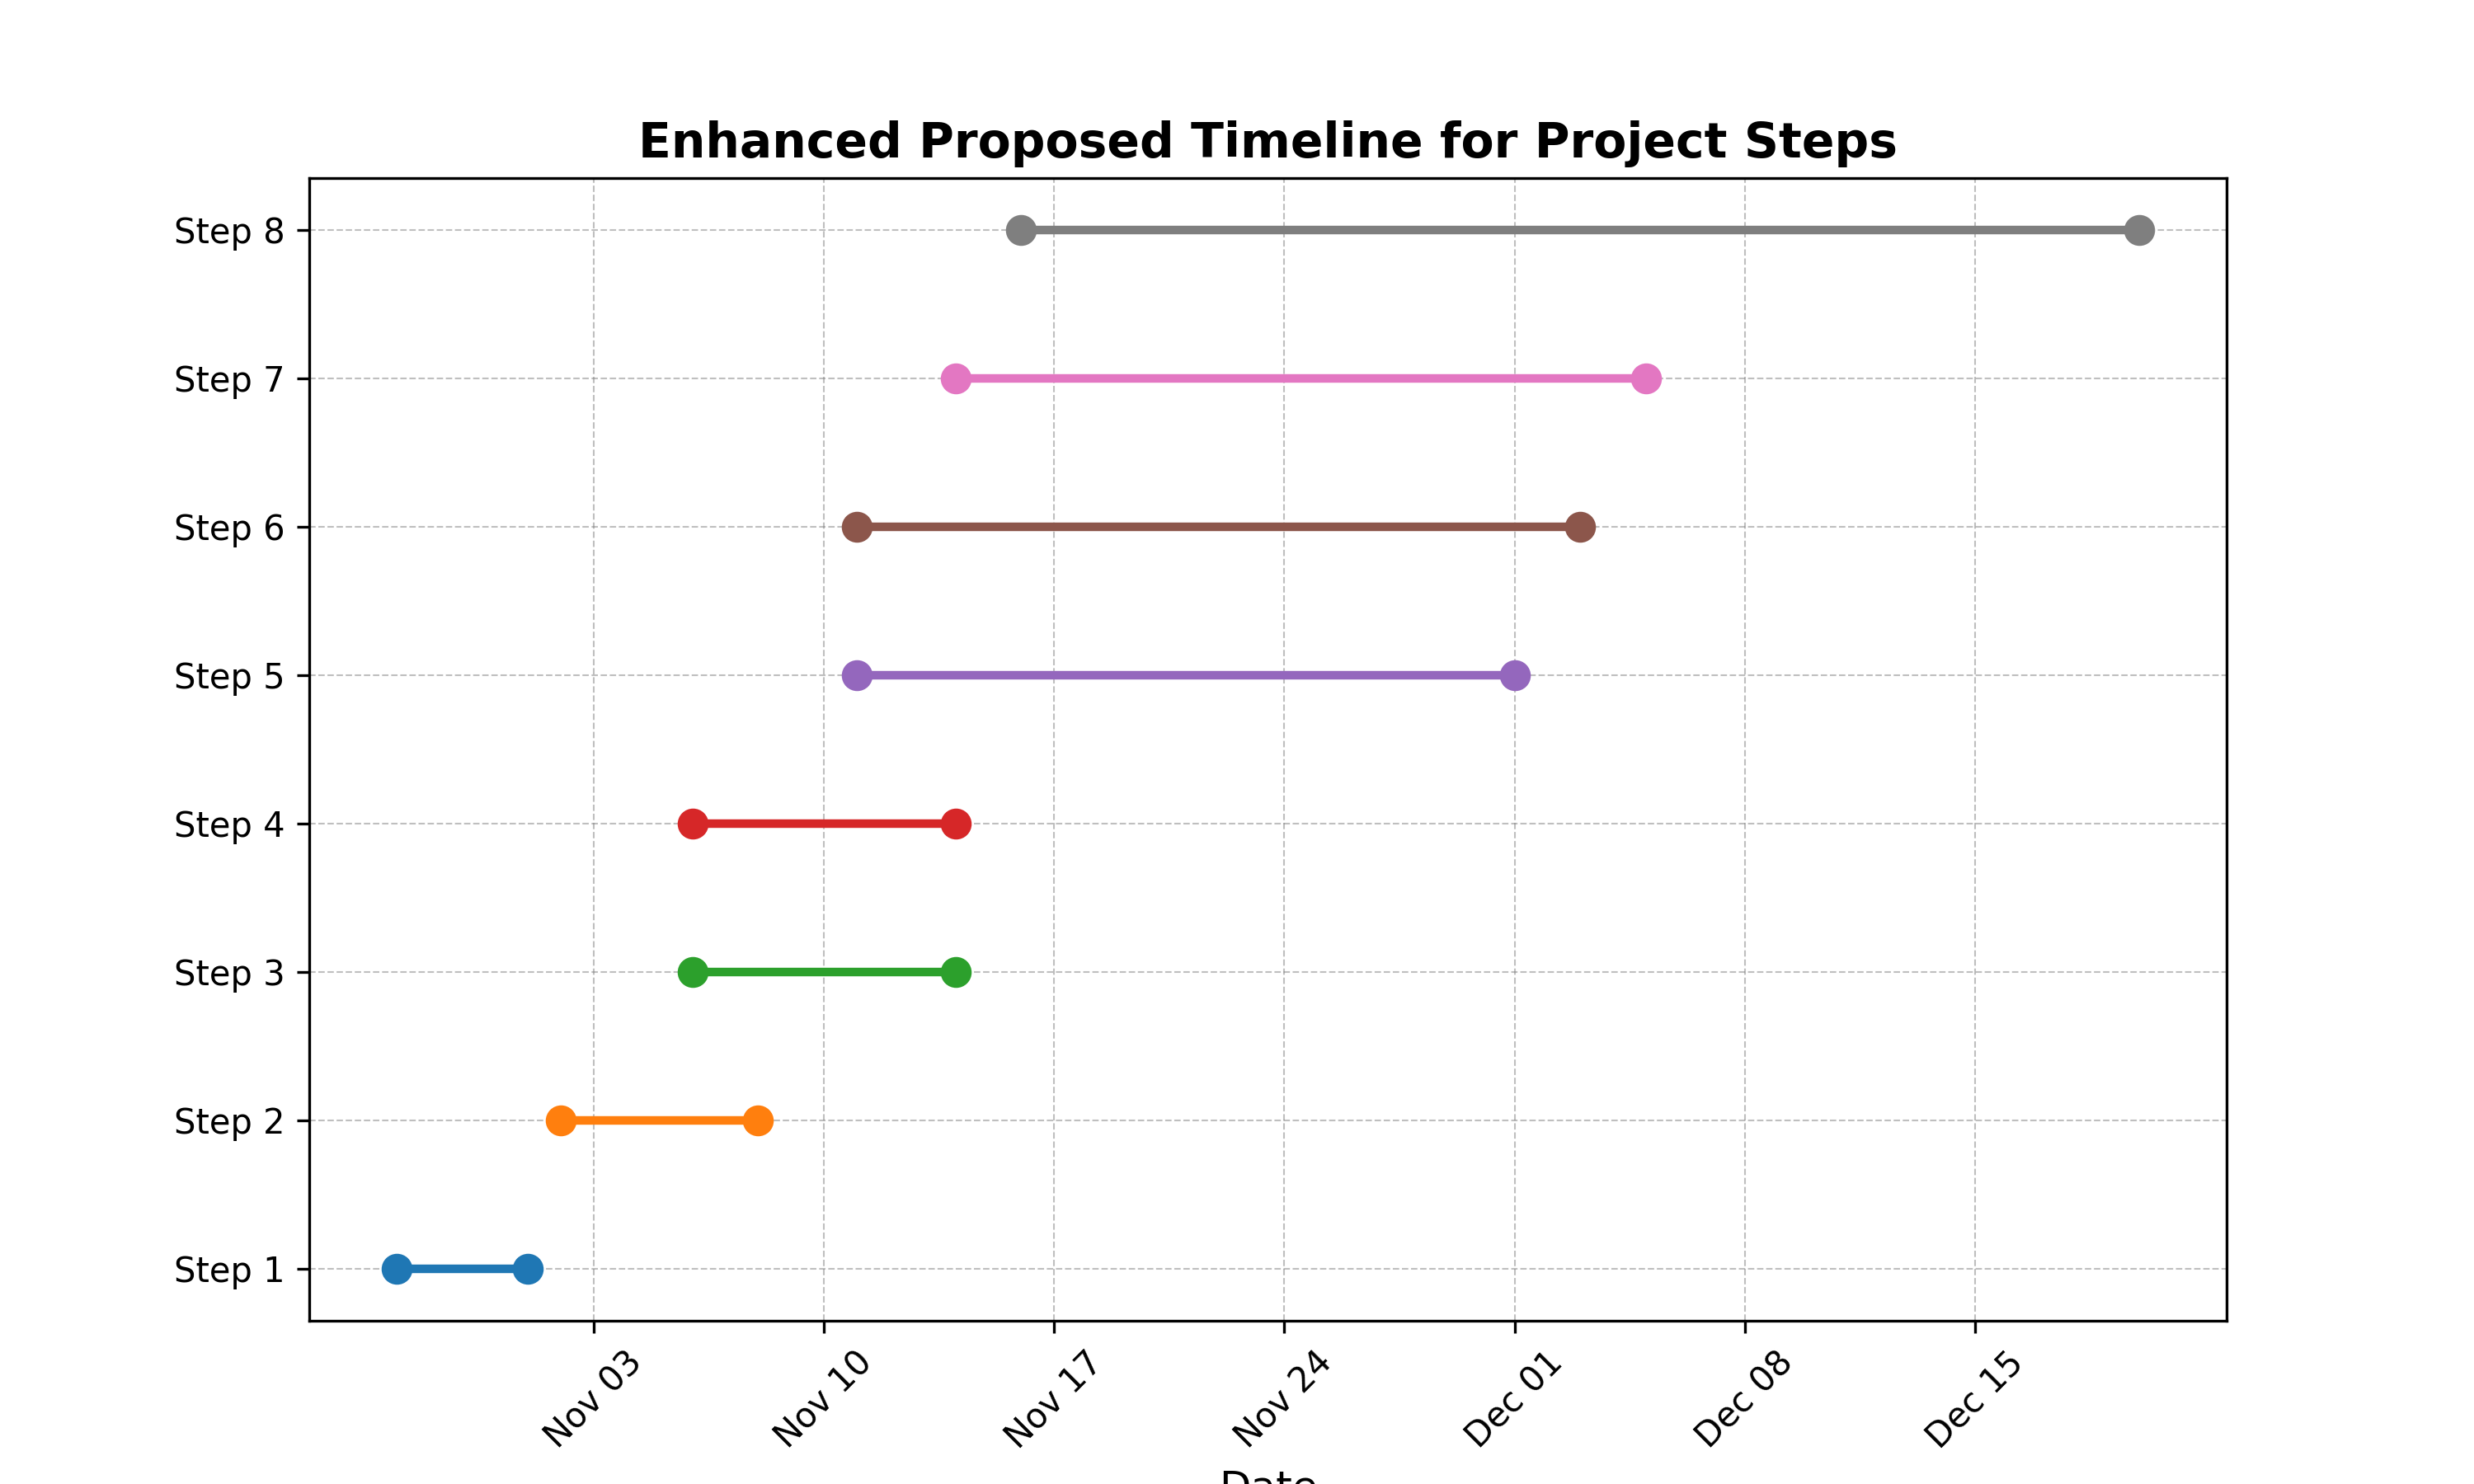 Enhanced Proposed Timeline for Project Steps
Step 8
Step 7
Step 6
Step 5
Step 4
Step 3
Step 2
Step 1
Nov 03
Nov 10
Nov 17
Nov 24
Dec 01
Dec 08
Dec 15
Date